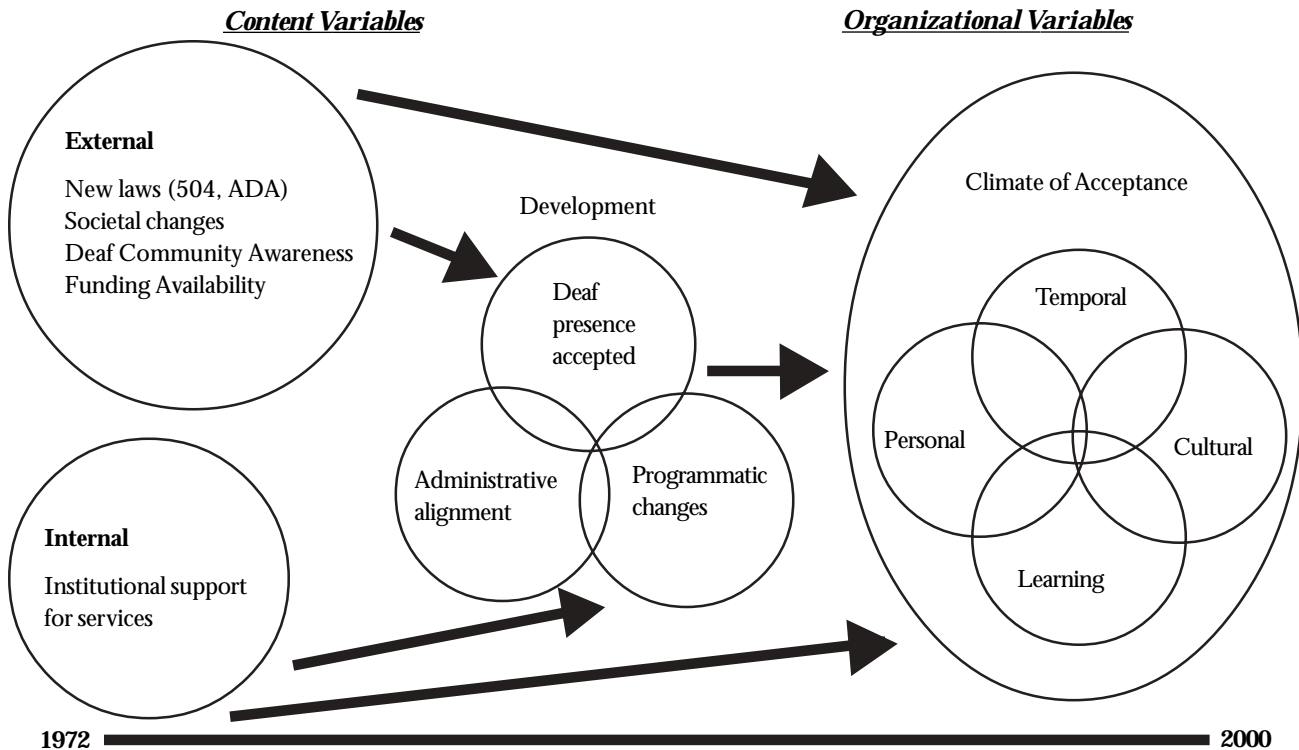 Content Variables
Organizational Variables
External
New laws (504, ADA)
Societal changes
Deaf Community Awareness
Funding Availability
Development
Deaf
presence
accepted
Administrative
alignment
Programmatic
changes
Internal
Institutional support
for services
Climate of Acceptance
Temporal
Personal
Cultural
Learning
1972
2000